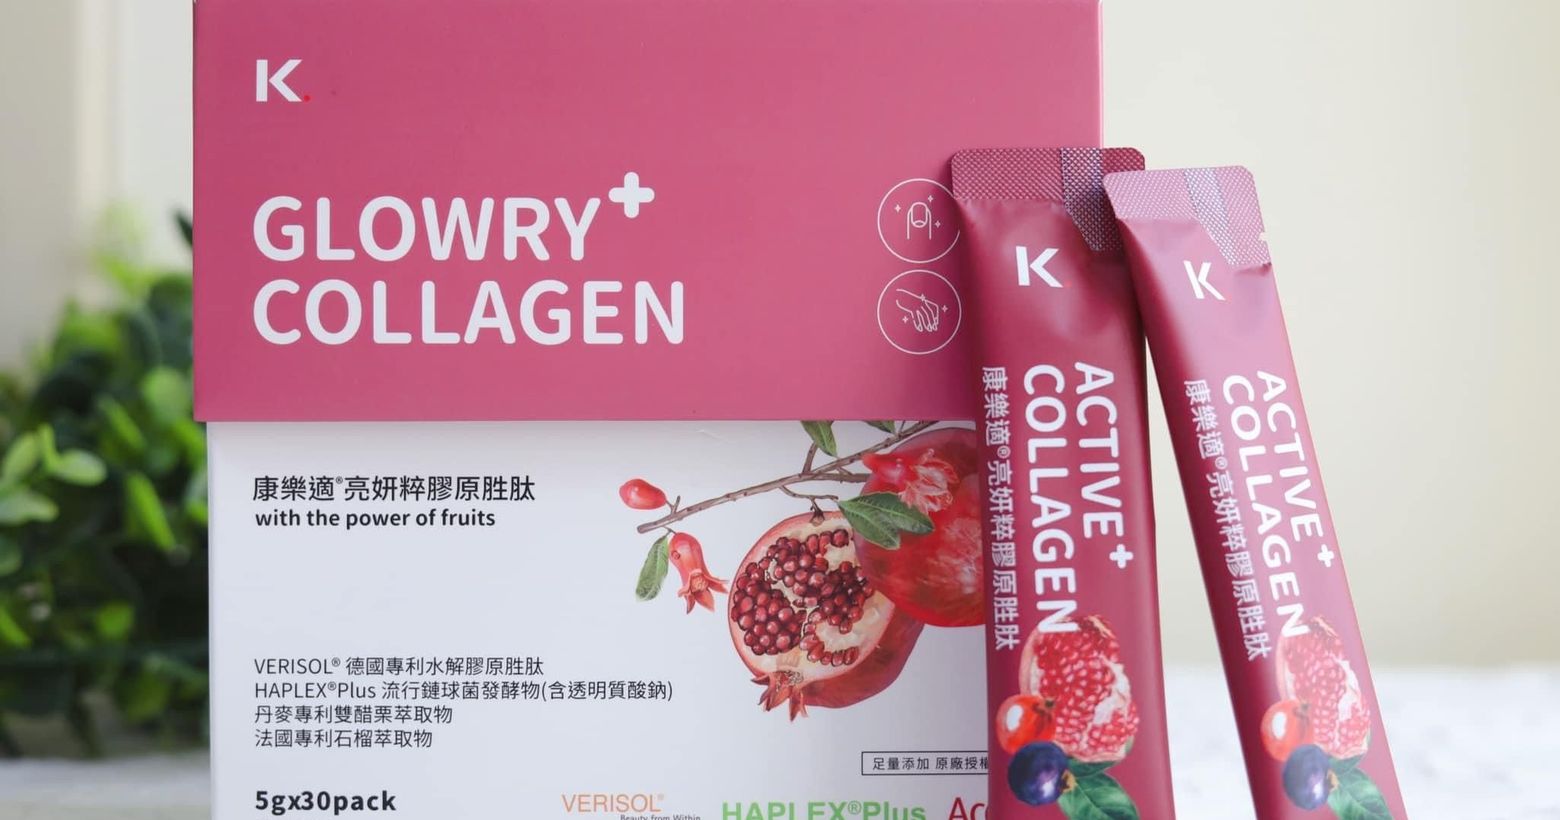 K.
GLOWRY+
COLLAGEN
康樂適®亮妍粹膠原胜肽
with the power of fruits
VERISOL® 德國專利水解膠原胜肽
HAPLEX®Plus 流行鏈球菌發酵物(含透明質酸鈉)
丹麥專利雙醋栗萃取物
法國專利石榴萃取物
足量添加 原廠授權
5gx30pack
VERISOL®
Beauty from Within
HAPLEX®Plus
K.
ACTIVE+
COLLAGEN
康樂適®亮妍粹膠原胜肽
K.
ACTIVE+
COLLAGEN
康樂適®亮妍粹膠原胜肽